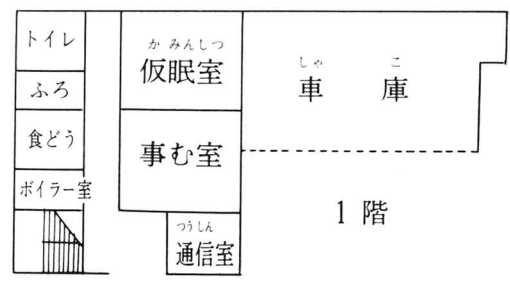 トイレ
ふろ
食どう
ボイラー室
かみんしつ
仮眠室
事む室
つうしん
通信室
しゃこ
車庫
1階